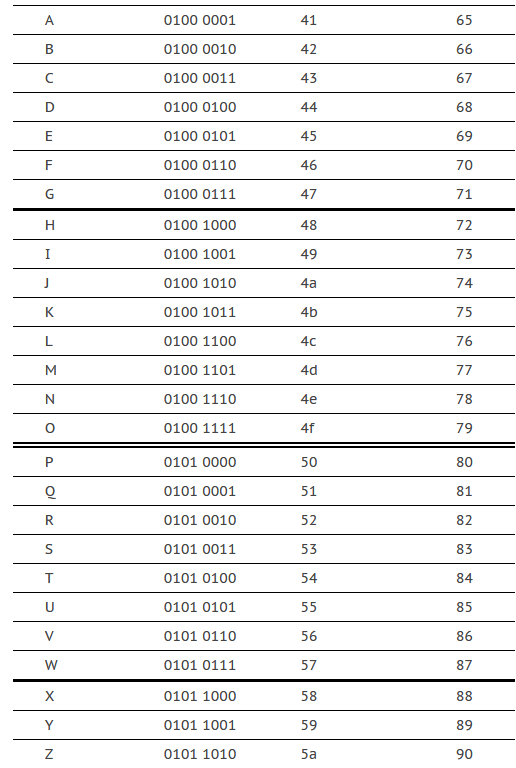 A 0100 0001 41 65
B 0100 0010 42 66
C 0100 0011 43 67
D 0100 0100 44 68
E 0100 0101 45 69
F 0100 0110 46 70
G 0100 0111 47 71
H 0100 1000 48 72
I 0100 1001 49 73
J 0100 1010 4a 74
K 0100 1011 4b 75
L 0100 1100 4c 76
M 0100 1101 4d 77
N 0100 1110 4e 78
O 0100 1111 4f 79
P 0101 0000 50 80
Q 0101 0001 51 81
R 0101 0010 52 82
S 0101 0011 53 83
T 0101 0100 54 84
U 0101 0101 55 85
V 0101 0110 56 86
W 0101 0111 57 87
X 0101 1000 58 88
Y 0101 1001 59 89
Z 0101 1010 5a 90